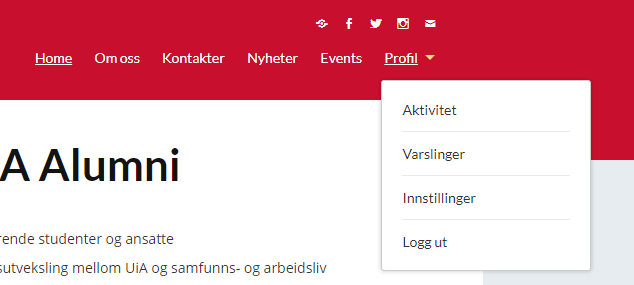 Home Om oss Kontakter Nyheter Events Profil
Aktivitet
Varslinger
Innstillinger
Logg ut
A Alumni
rende studenter og ansatte
sutveksling mellom UiA og samfunns- og arbeidsliv